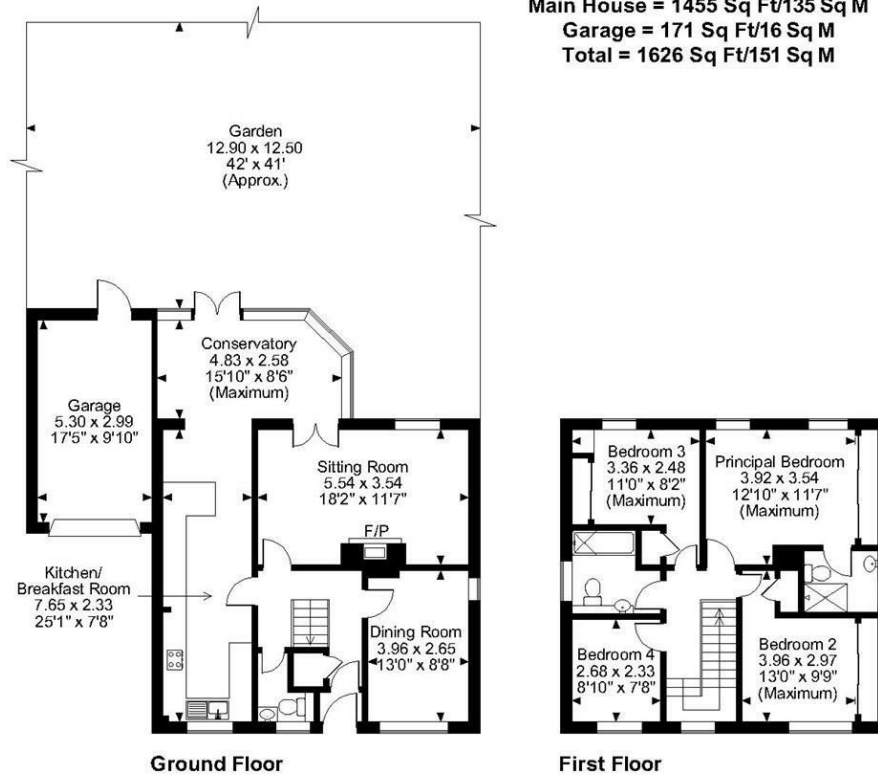 Main House = 1455 Sq Ft/135 Sq M
Garage = 171 Sq Ft/16 Sq M
Total = 1626 Sq Ft/151 Sq M
Garden
12.90 x 12.50
42' x 41'
(Approx.)
Conservatory
4.83 x 2.58
15'10" x 8'6"
(Maximum)
Garage
5.30 x 2.99
17'5" x 9'10"
Sitting Room
5.54 x 3.54
18'2" x 11'7"
F/P
Kitchen/
Breakfast Room
7.65 x 2.33
25'1" x 7'8"
Dining Room
3.96 x 2.65
13'0" x 8'8"
Ground Floor
Bedroom 3
3.36 x 2.48
11'0" x 8'2"
(Maximum)
Principal Bedroom
3.92 x 3.54
12'10" x 11'7"
(Maximum)
Bedroom 4
2.68 x 2.33
8'10" x 7'8"
Bedroom 2
3.96 x 2.97
13'0" x 9'9"
(Maximum)
First Floor